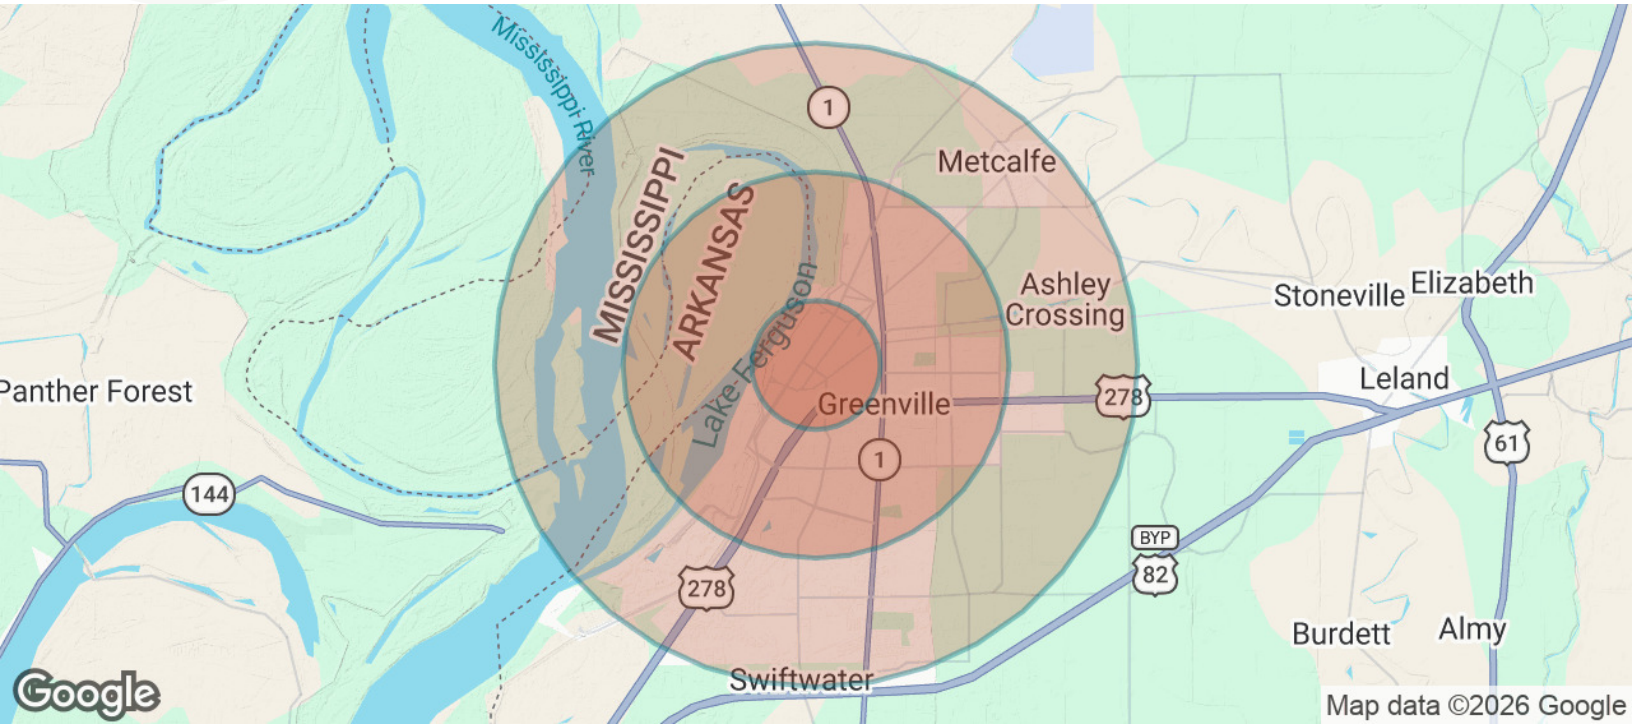 Mississippi River
1
Metcalfe
MISSISSIPPI
ARKANSAS
Ashley
Crossing
Stoneville
Elizabeth
Lake Ferguson
Panther Forest
Leland
278
Greenville
61
1
144
BYP
82
278
Burdett
Almy
Swiftwater
Google
Map data ©2026 Google